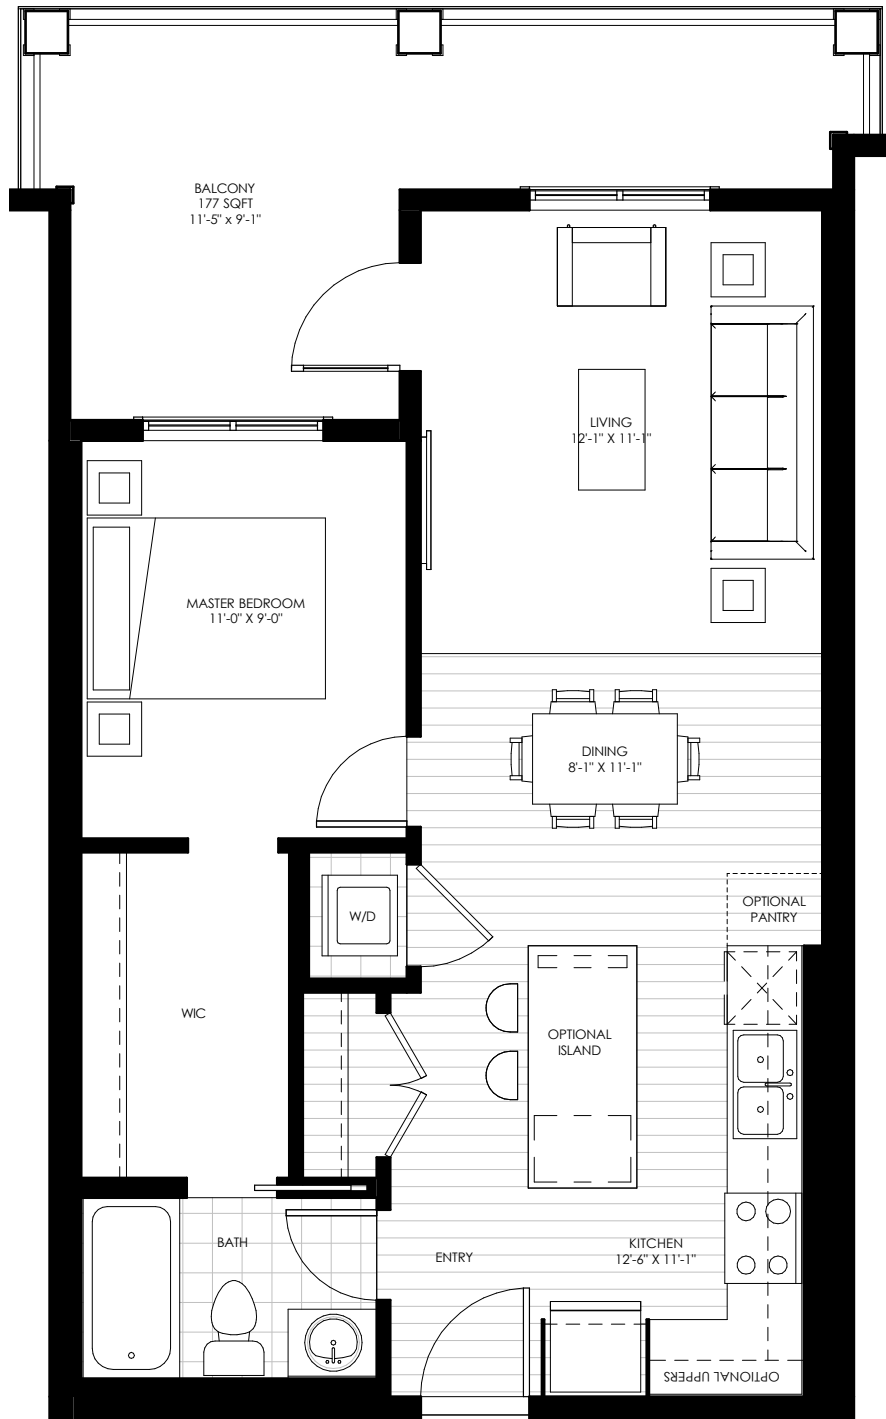 BALCONY
177 SQFT
11'-5" x 9'-1"
LIVING
12'-1" X 11'-1"
MASTER BEDROOM
11'-0" X 9'-0"
DINING
8'-1" X 11'-1"
OPTIONAL
PANTRY
W/D
WIC
OPTIONAL
ISLAND
BATH
ENTRY
KITCHEN
12'-6" X 11'-1"
OPTIONAL UPPERS